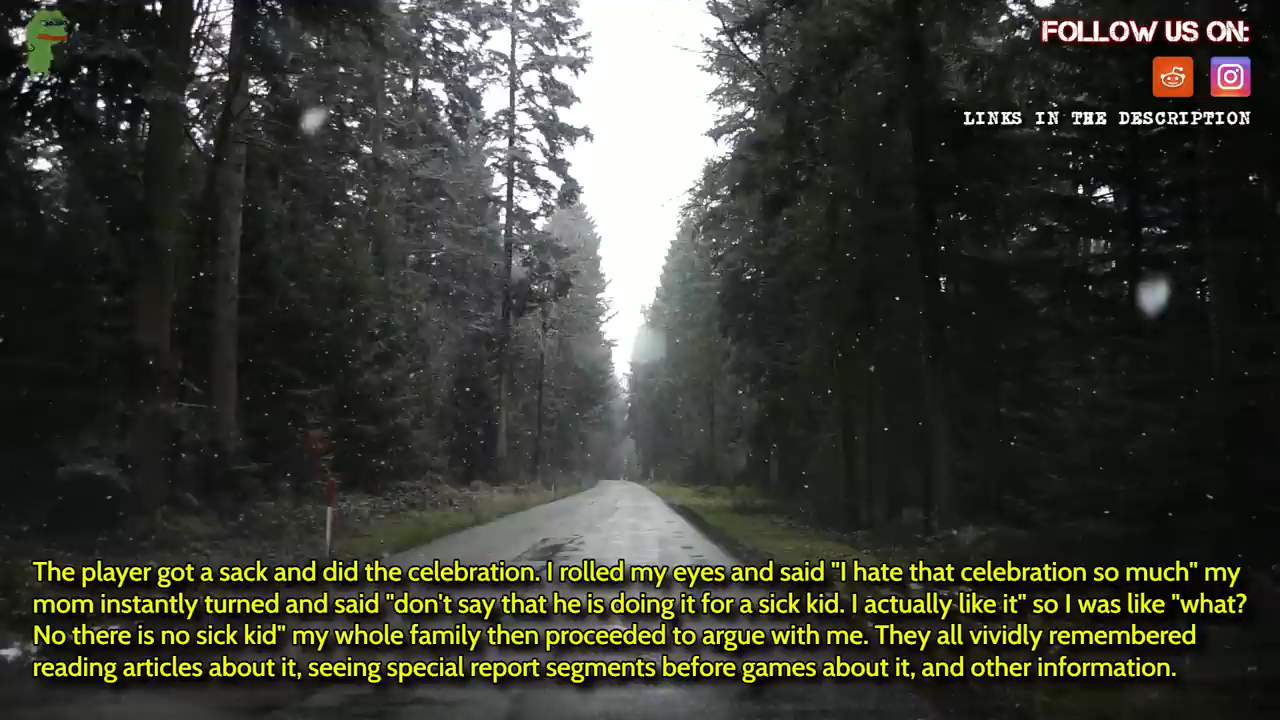 FOLLOW US ON:
LINKS IN THE DESCRIPTION
The player got a sack and did the celebration. I rolled my eyes and said "I hate that celebration so much" my
mom instantly turned and said "don't say that he is doing it for a sick kid. I actually like it" so I was like "what?
No there is no sick kid" my whole family then proceeded to argue with me. They all vividly remembered
reading articles about it, seeing special report segments before games about it, and other information.